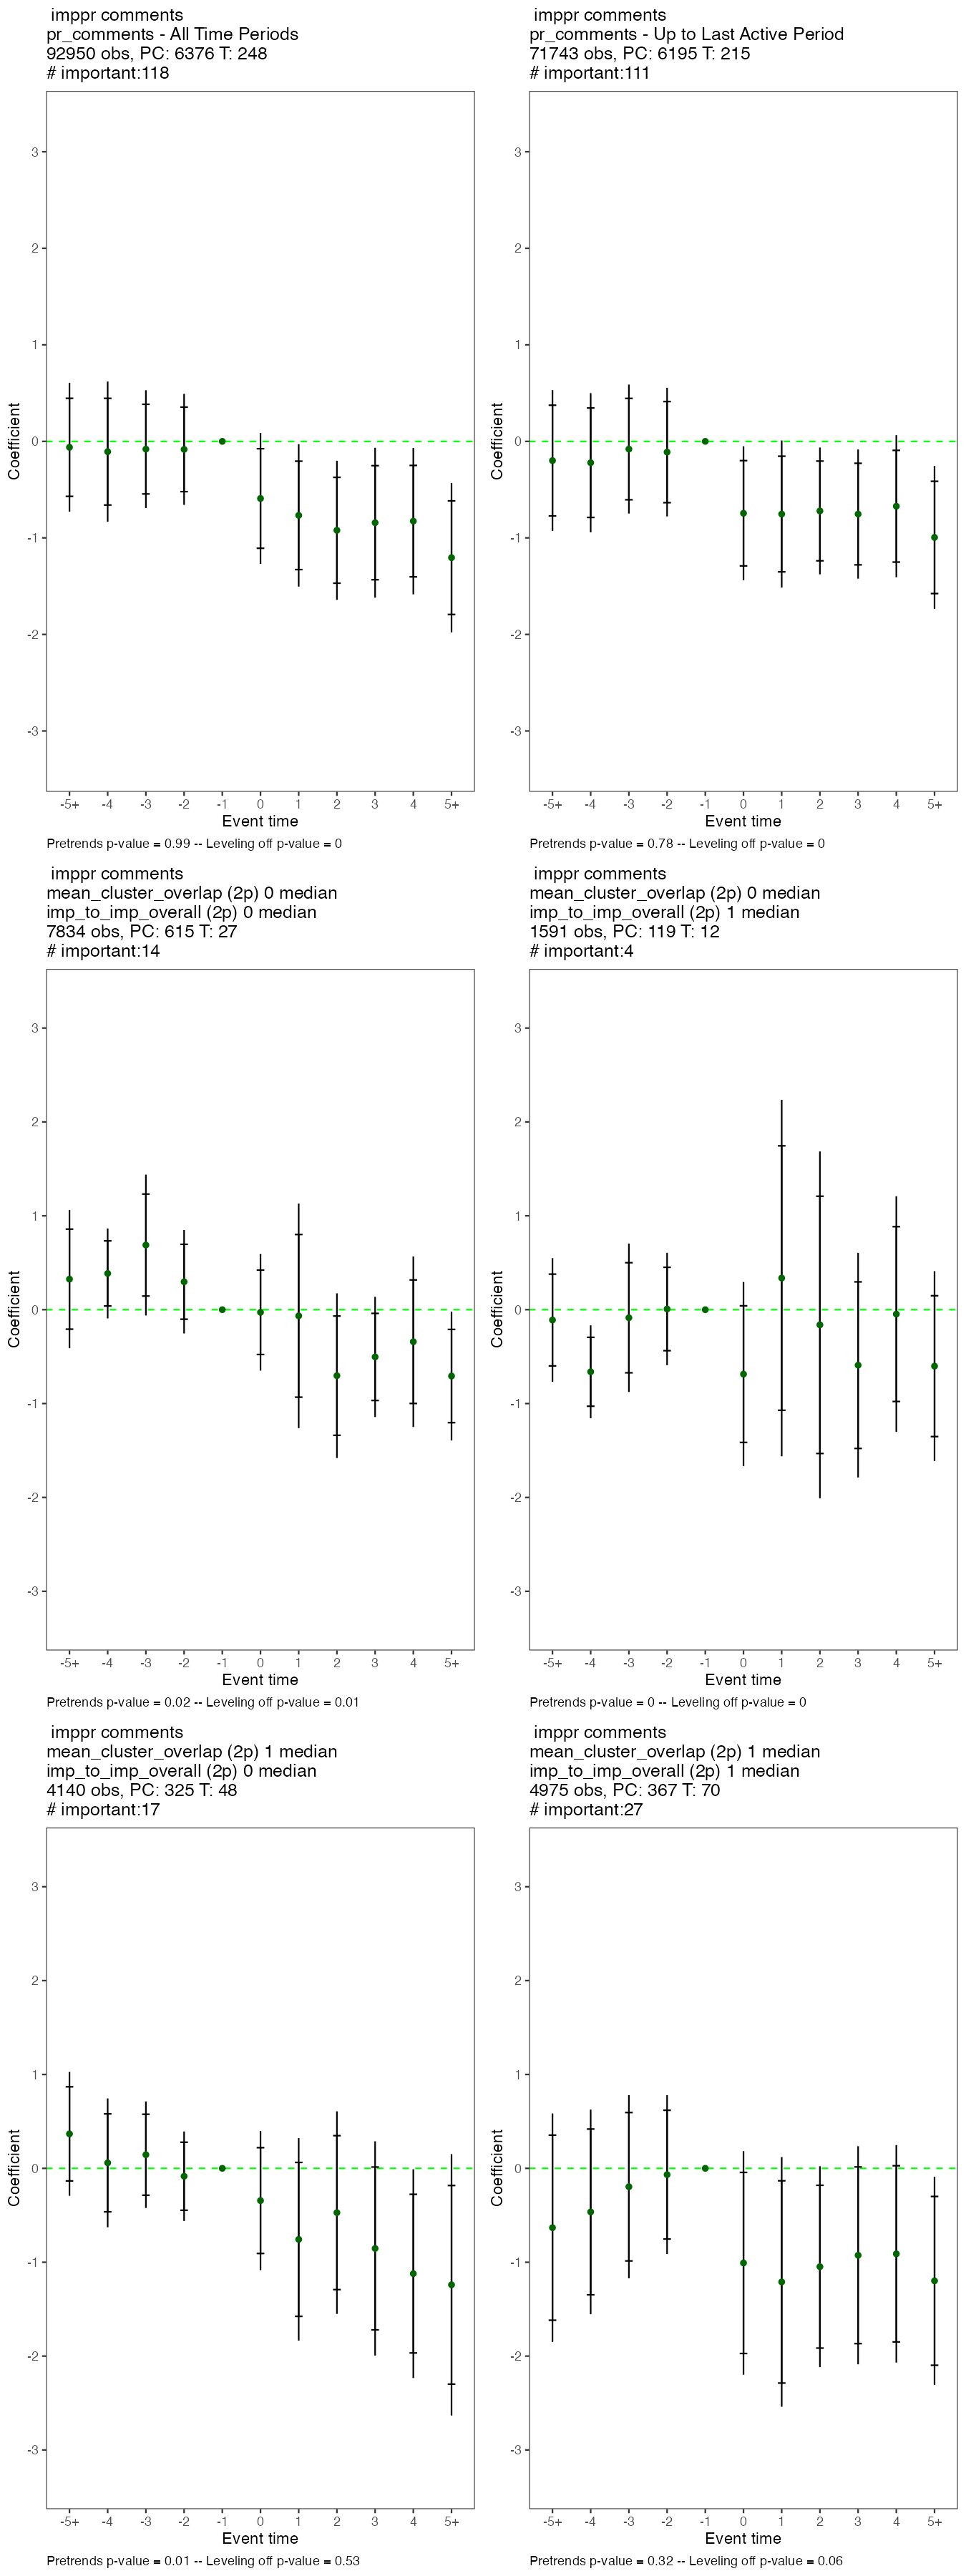 imppr comments
pr_comments - All Time Periods
92950 obs, PC: 6376 T: 248
# important:118
3
2
1
0
-1
-2
-3
Coefficient
-5+ -4 -3 -2 -1 0 1 2 3 4 5+
Event time
Pretrends p-value = 0.99 -- Leveling off p-value = 0
imppr comments
pr_comments - Up to Last Active Period
71743 obs, PC: 6195 T: 215
# important:111
3
2
1
0
-1
-2
-3
Coefficient
-5+ -4 -3 -2 -1 0 1 2 3 4 5+
Event time
Pretrends p-value = 0.78 -- Leveling off p-value = 0
imppr comments
mean_cluster_overlap (2p) 0 median
imp_to_imp_overall (2p) 0 median
7834 obs, PC: 615 T: 27
# important:14
3
2
1
0
-1
-2
-3
Coefficient
-5+ -4 -3 -2 -1 0 1 2 3 4 5+
Event time
Pretrends p-value = 0.02 -- Leveling off p-value = 0.01
imppr comments
mean_cluster_overlap (2p) 0 median
imp_to_imp_overall (2p) 1 median
1591 obs, PC: 119 T: 12
# important:4
3
2
1
0
-1
-2
-3
Coefficient
-5+ -4 -3 -2 -1 0 1 2 3 4 5+
Event time
Pretrends p-value = 0 -- Leveling off p-value = 0
imppr comments
mean_cluster_overlap (2p) 1 median
imp_to_imp_overall (2p) 0 median
4140 obs, PC: 325 T: 48
# important:17
3
2
1
0
-1
-2
-3
Coefficient
-5+ -4 -3 -2 -1 0 1 2 3 4 5+
Event time
Pretrends p-value = 0.01 -- Leveling off p-value = 0.53
imppr comments
mean_cluster_overlap (2p) 1 median
imp_to_imp_overall (2p) 1 median
4975 obs, PC: 367 T: 70
# important:27
3
2
1
0
-1
-2
-3
Coefficient
-5+ -4 -3 -2 -1 0 1 2 3 4 5+
Event time
Pretrends p-value = 0.32 -- Leveling off p-value = 0.06